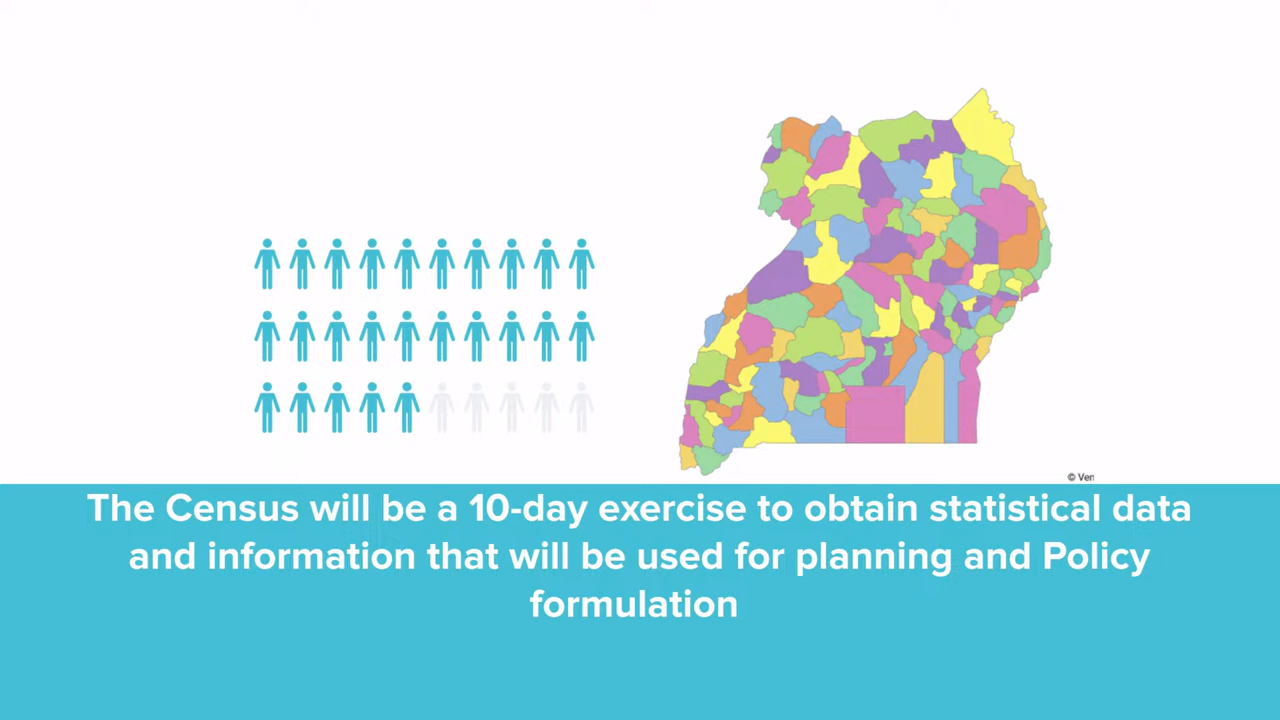 © Ven
The Census will be a 10-day exercise to obtain statistical data
and information that will be used for planning and Policy
formulation